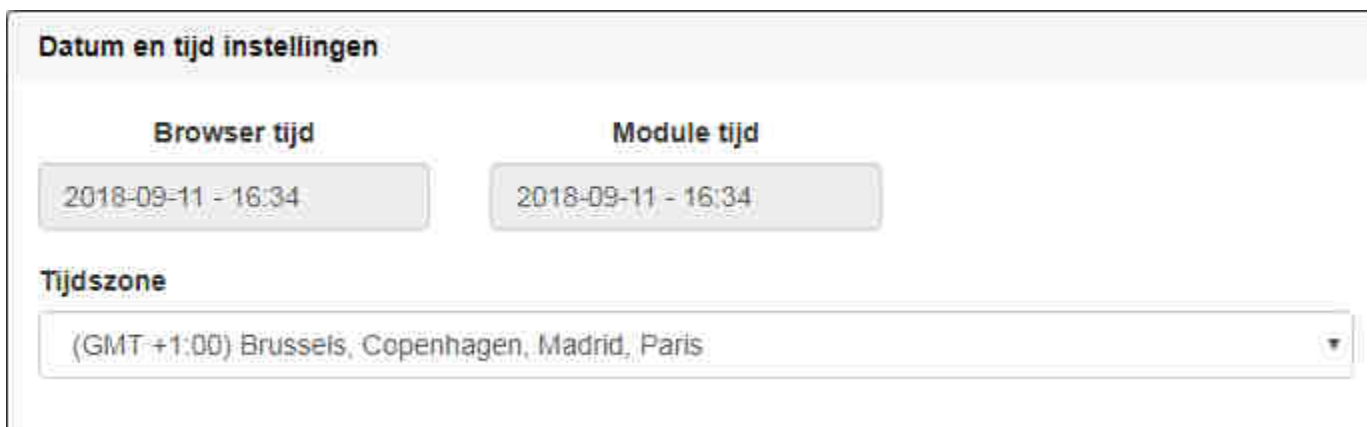 Datum en tijd instellingen
Browser tijd Module tijd
2018-09-11 - 16:34 2018-09-11 - 16:34
Tijdszone
(GMT +1:00) Brussels, Copenhagen, Madrid, Paris